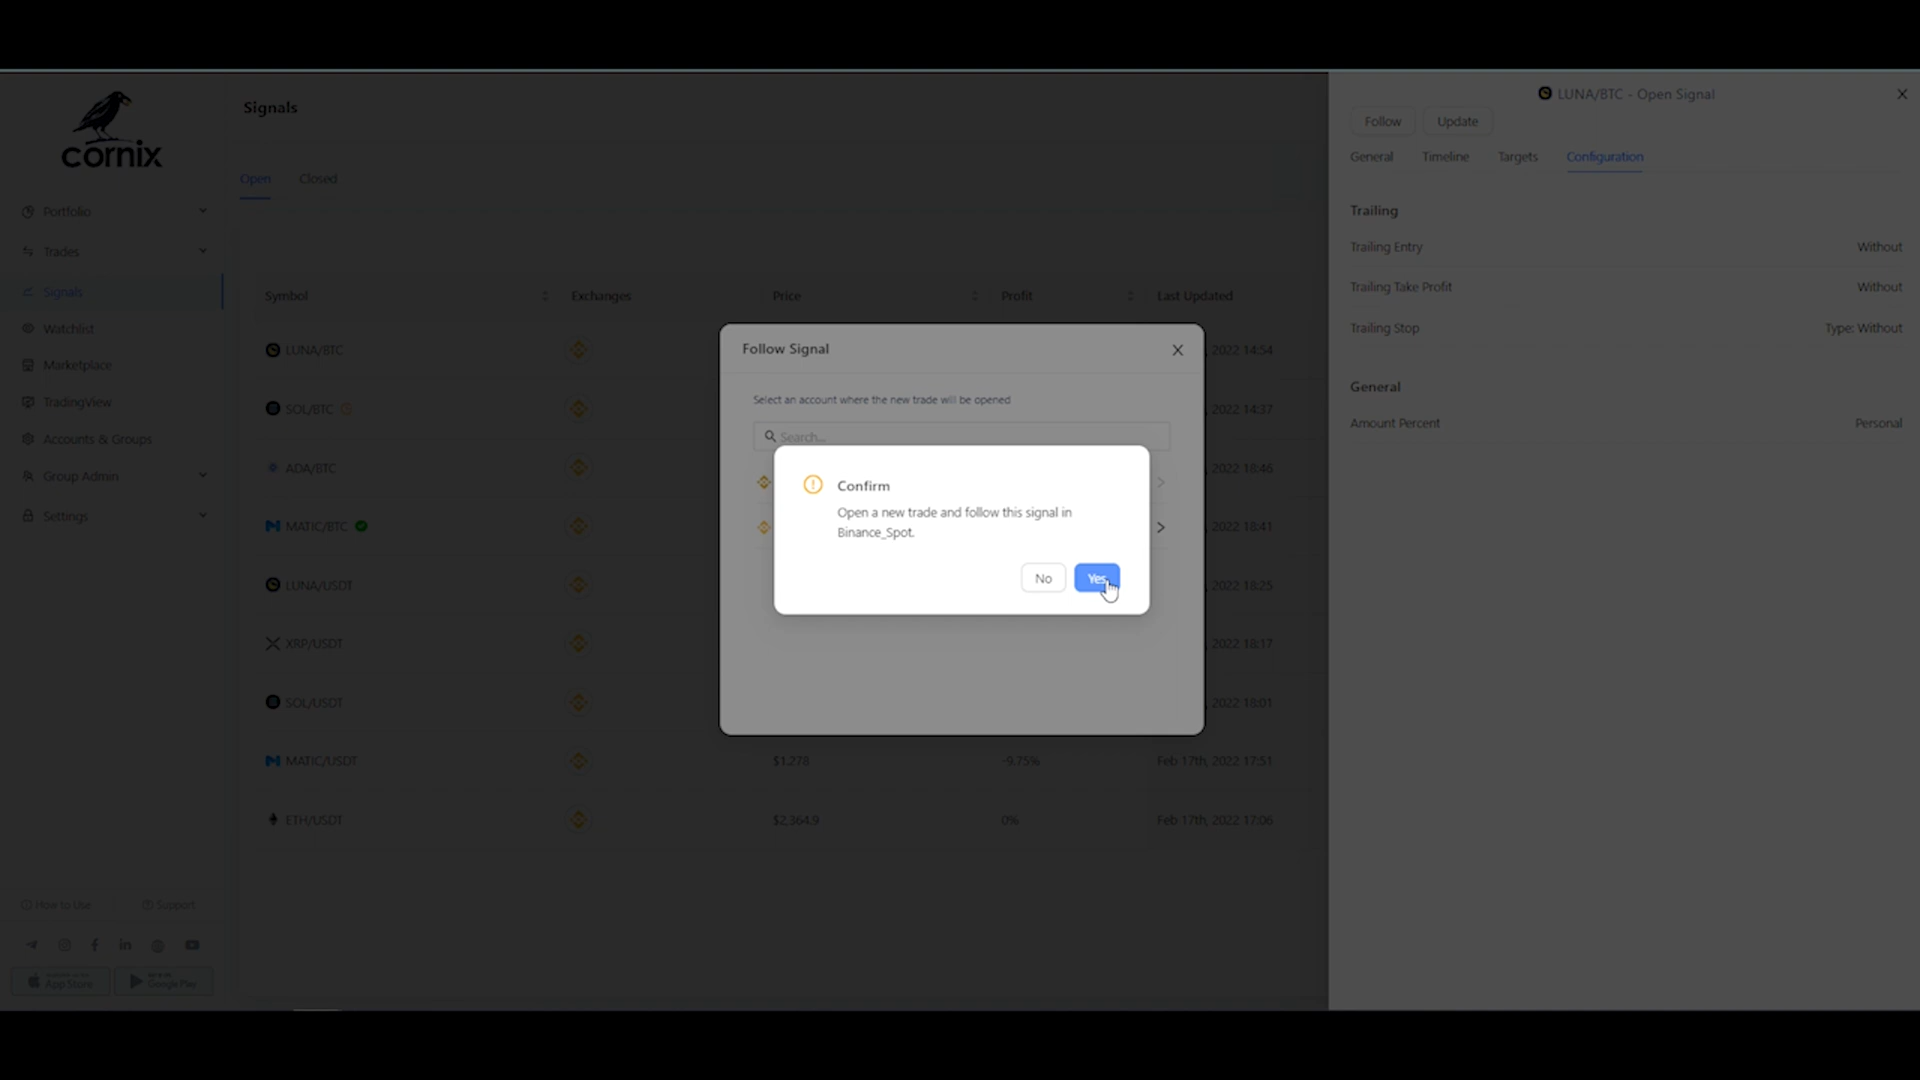 cornix
Portfolio
Trades
Signals
Watchlist
Marketplace
TradingView
Accounts & Groups
Group Admin
Settings
How to Use
Support
App Store
Google Play
Signals
Open
Closed
Symbol
Exchanges
Price
Profit
Last Updated
LUNA/BTC
, 2022 14:54
SOL/BTC
, 2022 14:37
ADA/BTC
, 2022 18:46
MATIC/BTC
, 2022 18:41
LUNA/USDT
, 2022 18:25
XRP/USDT
, 2022 18:17
SOL/USDT
, 2022 18:01
MATIC/USDT
$1.278
-9.75%
Feb 17th, 2022 17:51
ETH/USDT
$2,364.9
0%
Feb 17th, 2022 17:06
Follow Signal
Select an account where the new trade will be opened
Search...
Confirm
Open a new trade and follow this signal in
Binance_Spot.
No
Yes
LUNA/BTC - Open Signal
Follow
Update
General
Timeline
Targets
Configuration
Trailing
Trailing Entry
Without
Trailing Take Profit
Without
Trailing Stop
Type: Without
General
Amount Percent
Personal